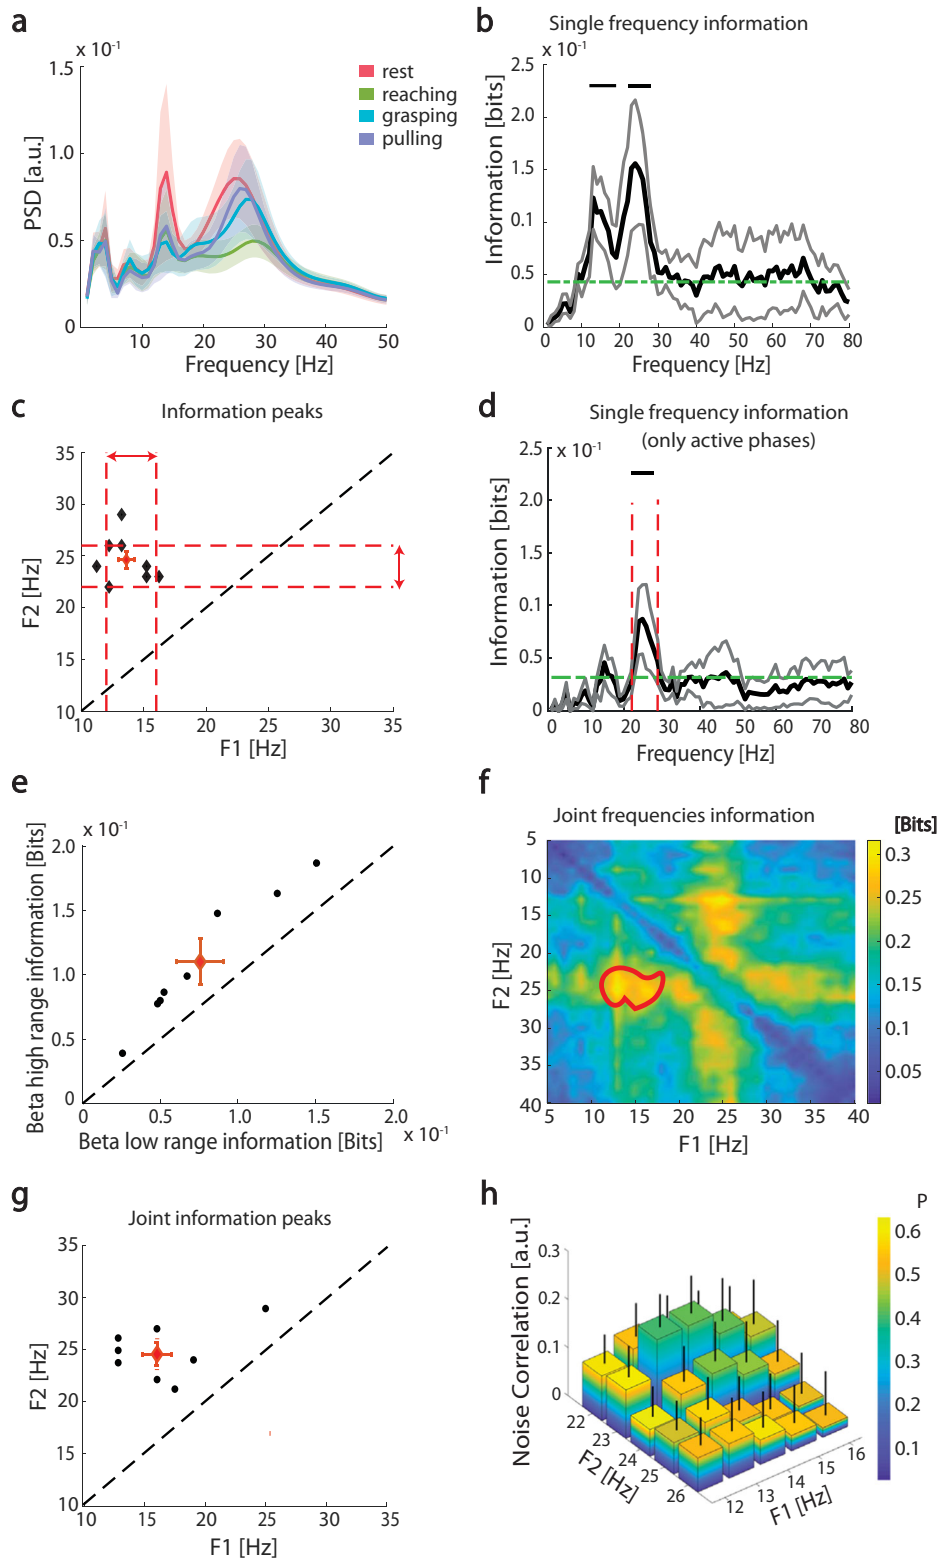 a
x 10-1
PSD [a.u.]
1.5
1.0
0.5
0
10
20
30
40
50
Frequency [Hz]
rest
reaching
grasping
pulling
b
Single frequency information
x 10-1
Information [bits]
2.5
2.0
1.5
0.1
0.5
0
0
10
20
30
40
50
60
70
80
Frequency [Hz]
c
Information peaks
F2 [Hz]
35
30
27
21
15
10
10
15
20
25
30
35
F1 [Hz]
d
Single frequency information
(only active phases)
x 10-1
Information [bits]
2.5
2.0
0.1
0.1
0.5
0
0
10
20
30
40
50
60
70
80
Frequency [Hz]
e
x 10-1
Beta high range information [Bits]
2.0
1.5
1.0
0.5
0
0
0.5
0.1
1.0
2.0
Beta low range information [Bits]
x 10-1
f
Joint frequencies information
[Bits]
F2 [Hz]
5
10
15
20
25
30
35
40
5
10
15
20
25
30
35
40
F1 [Hz]
0.3
0.25
0.2
0.15
0.1
0.05
g
Joint information peaks
F2 [Hz]
35
30
25
20
15
10
10
15
20
25
30
35
F1 [Hz]
h
P
Noise Correlation [a.u.]
0.3
0.2
0.1
0
22
23
24
25
26
F2 [Hz]
12
13
14
15
16
F1 [Hz]
0.6
0.5
0.4
0.3
0.2
0.1